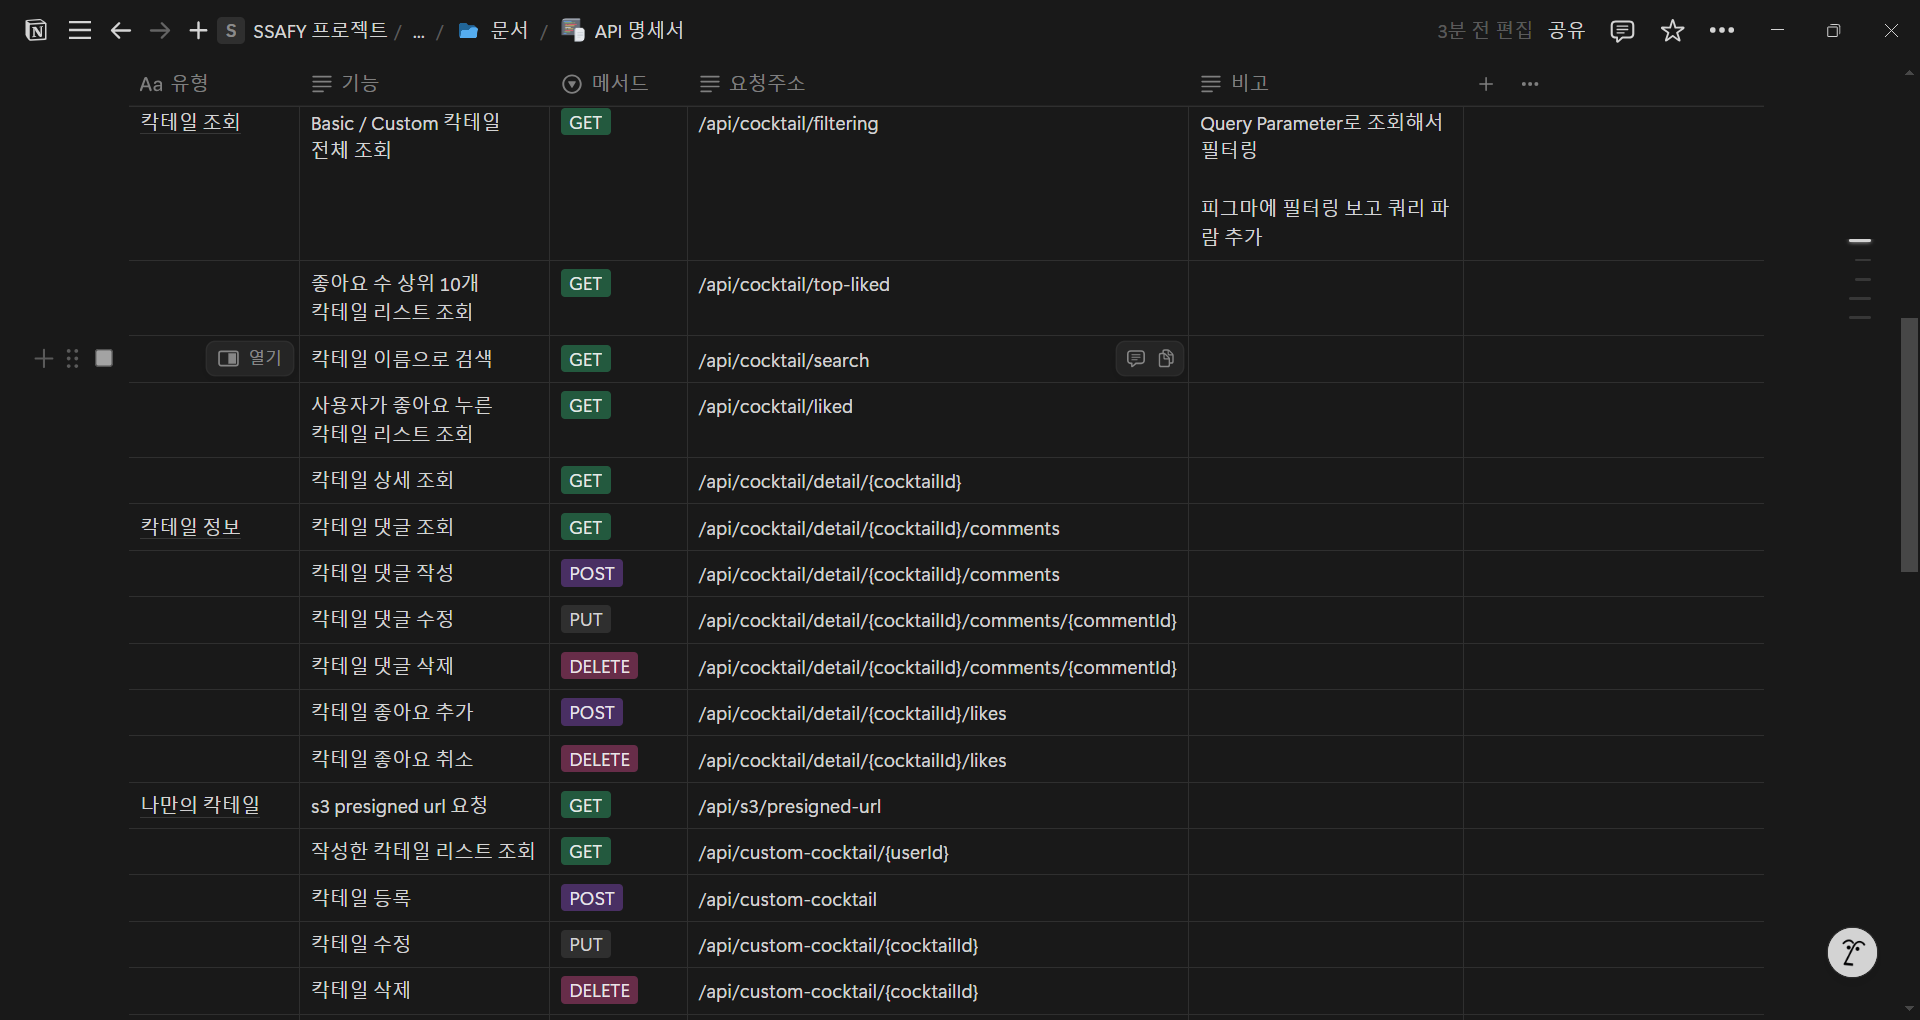 S SSAFY 프로젝트 / ... / 문서 / API 명세서
3분 전 편집 공유
Aa 유형 기능 메서드 요청주소 비고
칵테일 조회
Basic / Custom 칵테일
전체 조회
GET
/api/cocktail/filtering
Query Parameter로 조회해서
필터링
피그마에 필터링 보고 쿼리 파
람 추가
좋아요 수 상위 10개
칵테일 리스트 조회
GET
/api/cocktail/top-liked
열기
칵테일 이름으로 검색
GET
/api/cocktail/search
사용자가 좋아요 누른
칵테일 리스트 조회
GET
/api/cocktail/liked
칵테일 상세 조회
GET
/api/cocktail/detail/{cocktailId}
칵테일 정보
칵테일 댓글 조회
GET
/api/cocktail/detail/{cocktailId}/comments
칵테일 댓글 작성
POST
/api/cocktail/detail/{cocktailId}/comments
칵테일 댓글 수정
PUT
/api/cocktail/detail/{cocktailId}/comments/{commentId}
칵테일 댓글 삭제
DELETE
/api/cocktail/detail/{cocktailId}/comments/{commentId}
칵테일 좋아요 추가
POST
/api/cocktail/detail/{cocktailId}/likes
칵테일 좋아요 취소
DELETE
/api/cocktail/detail/{cocktailId}/likes
나만의 칵테일
s3 presigned url 요청
GET
/api/s3/presigned-url
작성한 칵테일 리스트 조회
GET
/api/custom-cocktail/{userId}
칵테일 등록
POST
/api/custom-cocktail
칵테일 수정
PUT
/api/custom-cocktail/{cocktailId}
칵테일 삭제
DELETE
/api/custom-cocktail/{cocktailId}